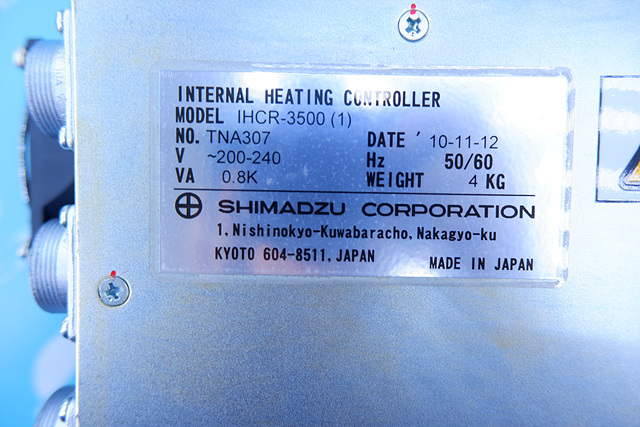 INTERNAL HEATING CONTROLLER
MODEL IHCR-3500 (1)
NO. TNA307 DATE ' 10-11-12
V ~200-240 Hz 50/60
VA 0.8K WEIGHT 4 KG
SHIMADZU CORPORATION
1, Nishinokyo-Kuwabaracho, Nakagyo-ku
KYOTO 604-8511, JAPAN MADE IN JAPAN